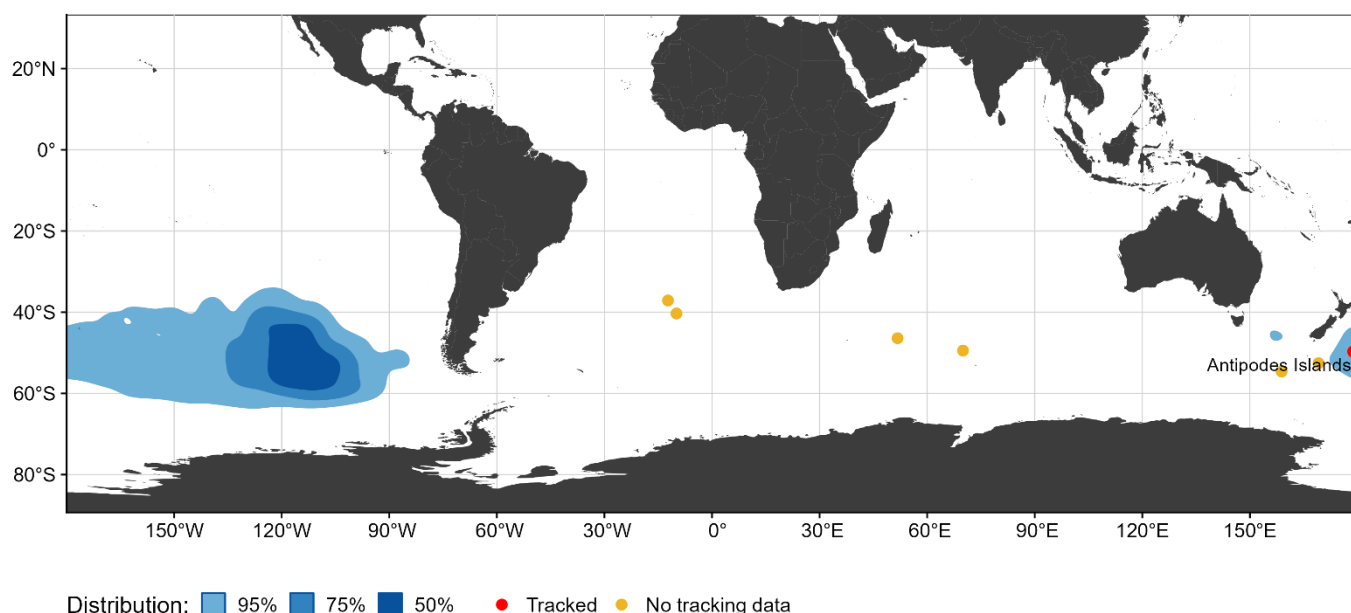 20°N
0°
20°S
40°S
Antipodes Islands
60°S
80°S
150°W 120°W 90°W 60°W 30°W 0° 30°E 60°E 90°E 120°E 150°E
Distribution: 95% 75% 50% Tracked No tracking data